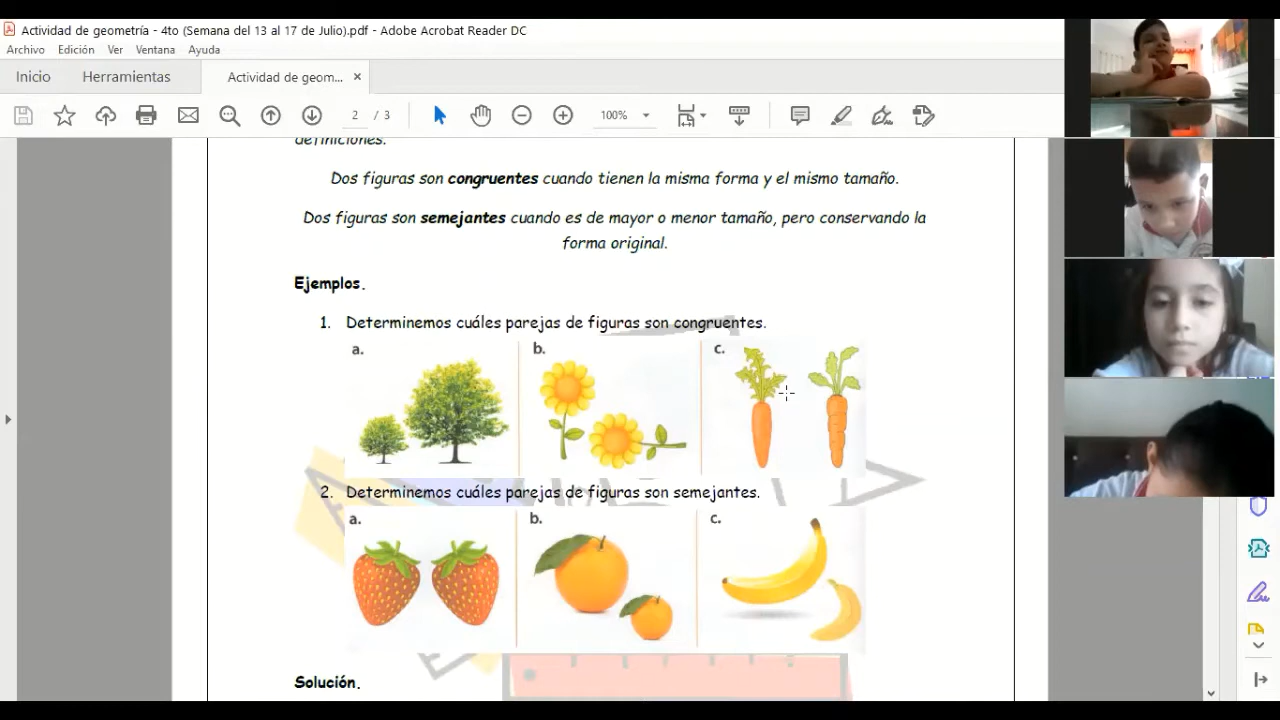 Actividad de geometría - 4to (Semana del 13 al 17 de Julio).pdf - Adobe Acrobat Reader DC
Archivo Edición Ver Ventana Ayuda
Inicio Herramientas Actividad de geom... ×
2 / 3 100%
definiciones.
Dos figuras son congruentes cuando tienen la misma forma y el mismo tamaño.
Dos figuras son semejantes cuando es de mayor o menor tamaño, pero conservando la
forma original.
Ejemplos.
1. Determinemos cuáles parejas de figuras son congruentes.
a. b. c.
2. Determinemos cuáles parejas de figuras son semejantes.
a. b. c.
Solución.